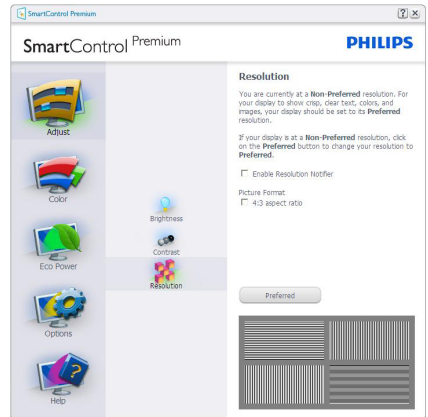 SmartControl Premium
SmartControl Premium
PHILIPS
Adjust
Color
Eco Power
Options
Help
Brightness
Contrast
Resolution
Resolution
You are currently at a Non-Preferred resolution. For
your display to show crisp, clear text, colors, and
images, your display should be set to its Preferred
resolution.
If your display is at a Non-Preferred resolution, click
on the Preferred button to change your resolution to
Preferred.
Enable Resolution Notifier
Picture Format
4:3 aspect ratio
Preferred